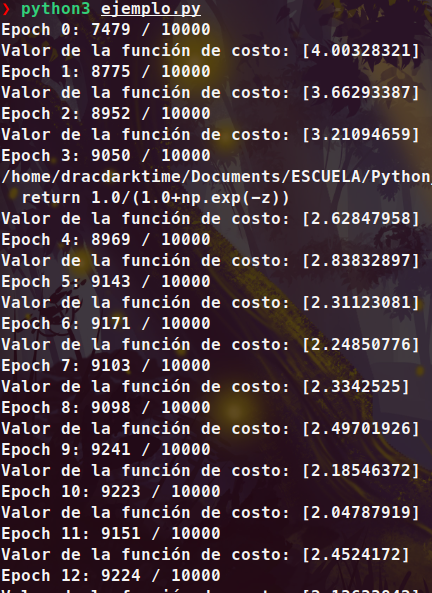 ❯ python3 ejemplo.py
Epoch 0: 7479 / 10000
Valor de la función de costo: [4.00328321]
Epoch 1: 8775 / 10000
Valor de la función de costo: [3.66293387]
Epoch 2: 8952 / 10000
Valor de la función de costo: [3.21094659]
Epoch 3: 9050 / 10000
/home/dracdarktime/Documents/ESCUELA/Python_
return 1.0/(1.0+np.exp(-z))
Valor de la función de costo: [2.62847958]
Epoch 4: 8969 / 10000
Valor de la función de costo: [2.83832897]
Epoch 5: 9143 / 10000
Valor de la función de costo: [2.31123081]
Epoch 6: 9171 / 10000
Valor de la función de costo: [2.24850776]
Epoch 7: 9103 / 10000
Valor de la función de costo: [2.3342525]
Epoch 8: 9098 / 10000
Valor de la función de costo: [2.49701926]
Epoch 9: 9241 / 10000
Valor de la función de costo: [2.18546372]
Epoch 10: 9223 / 10000
Valor de la función de costo: [2.04787919]
Epoch 11: 9151 / 10000
Valor de la función de costo: [2.4524172]
Epoch 12: 9224 / 10000
Valor de la función de costo: